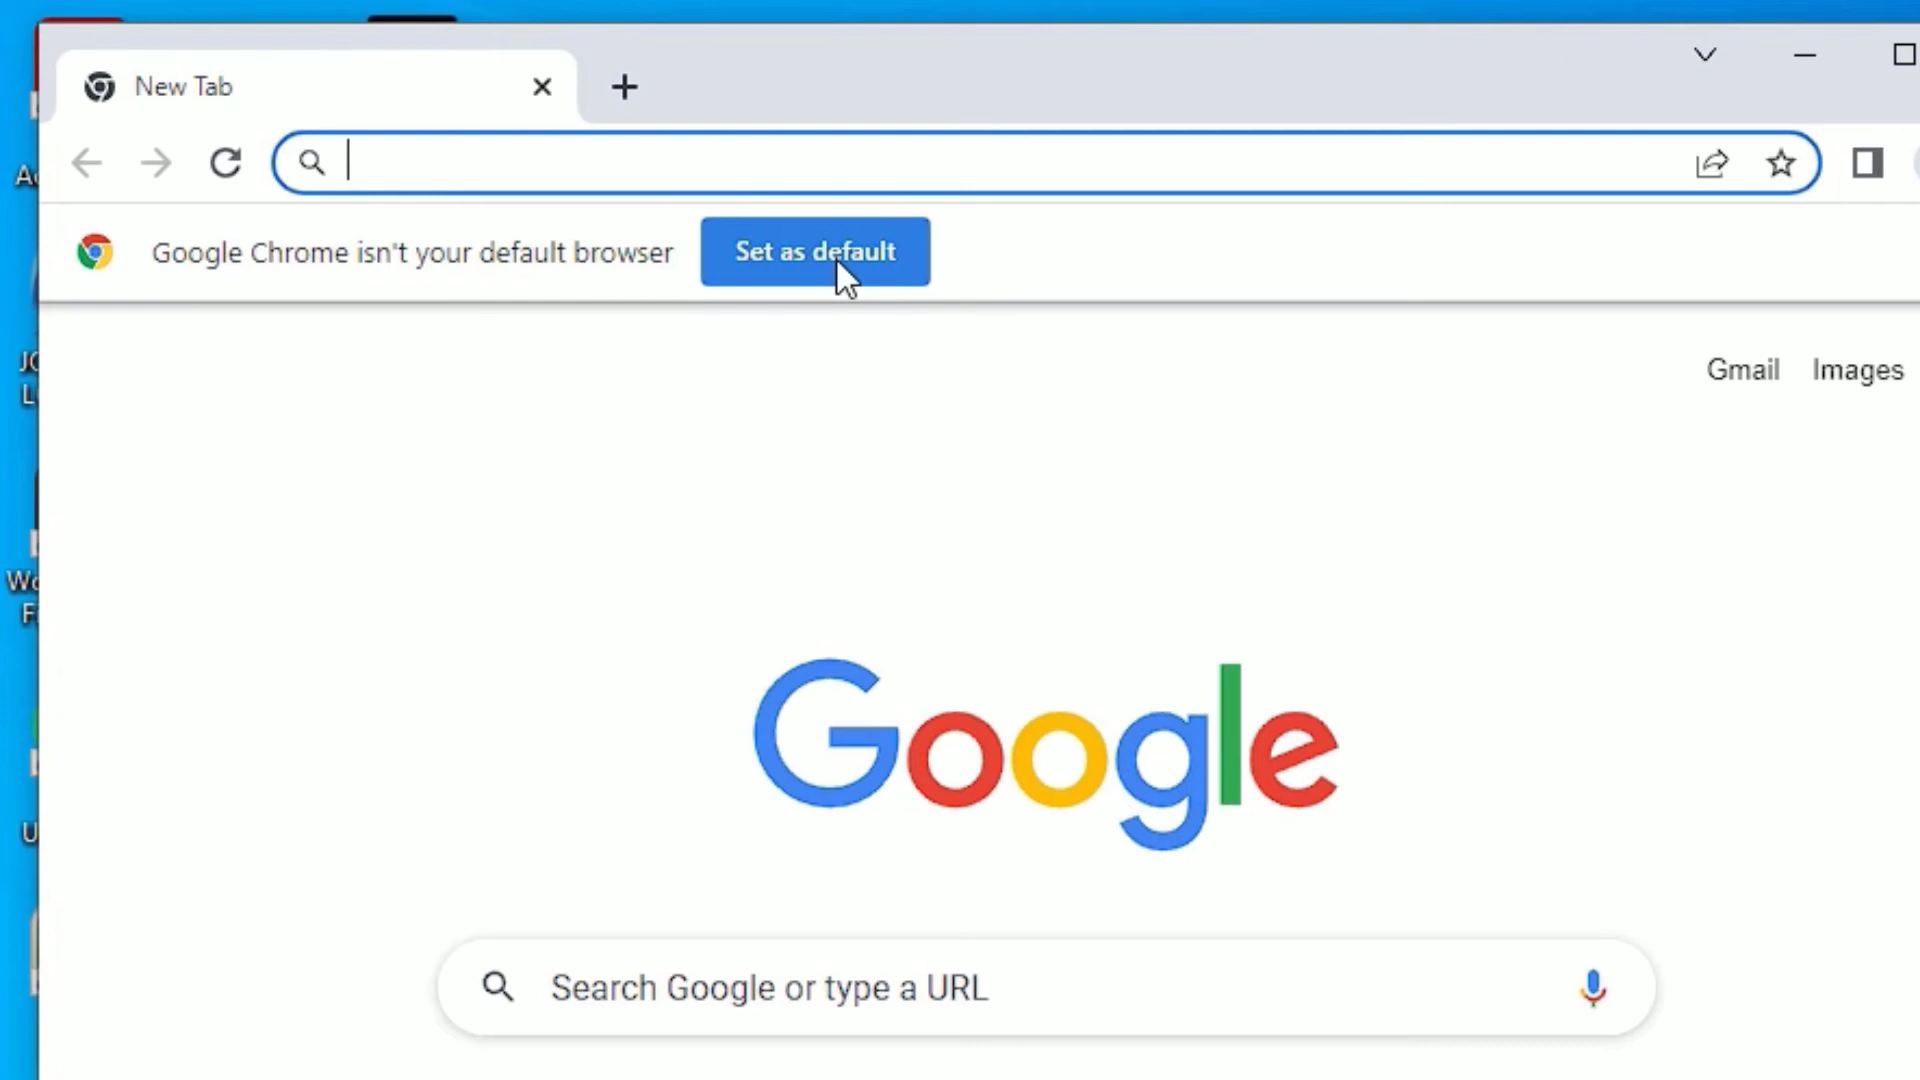 New Tab
Google Chrome isn't your default browser
Set as default
Gmail Images
Google
Search Google or type a URL